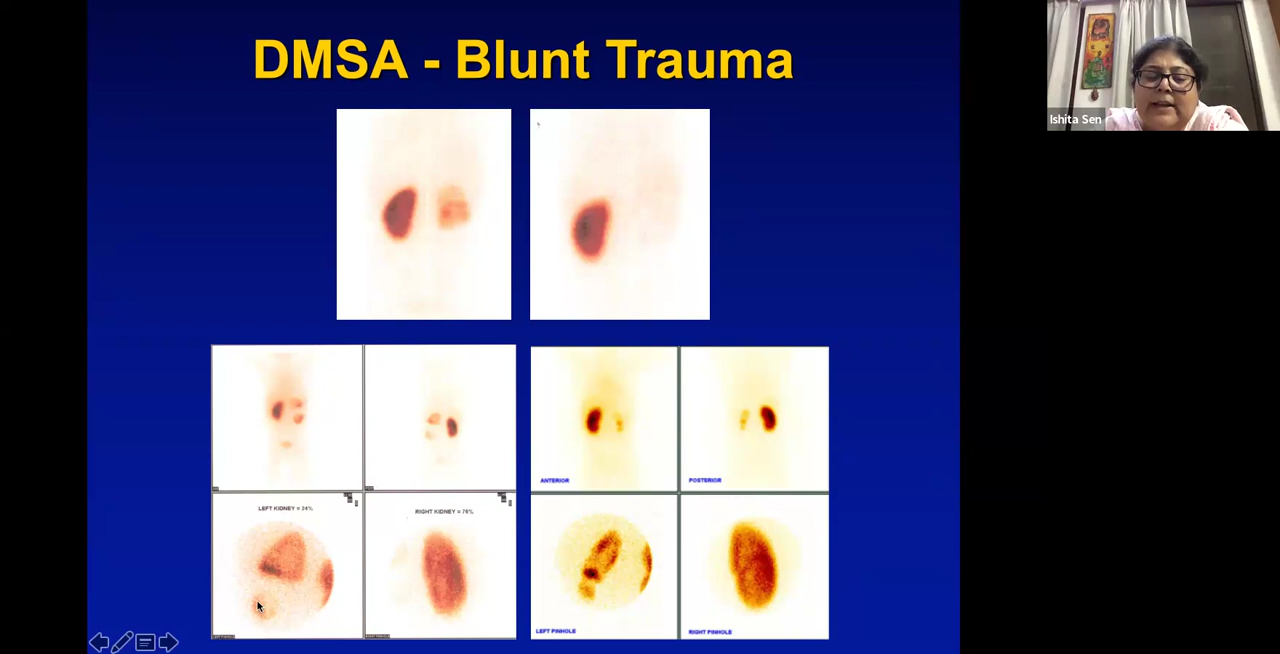 DMSA - Blunt Trauma
Ishita Sen
ANTERIOR
POSTERIOR
LEFT KIDNEY = 24%
RIGHT KIDNEY = 76%
LEFT PINHOLE
RIGHT PINHOLE